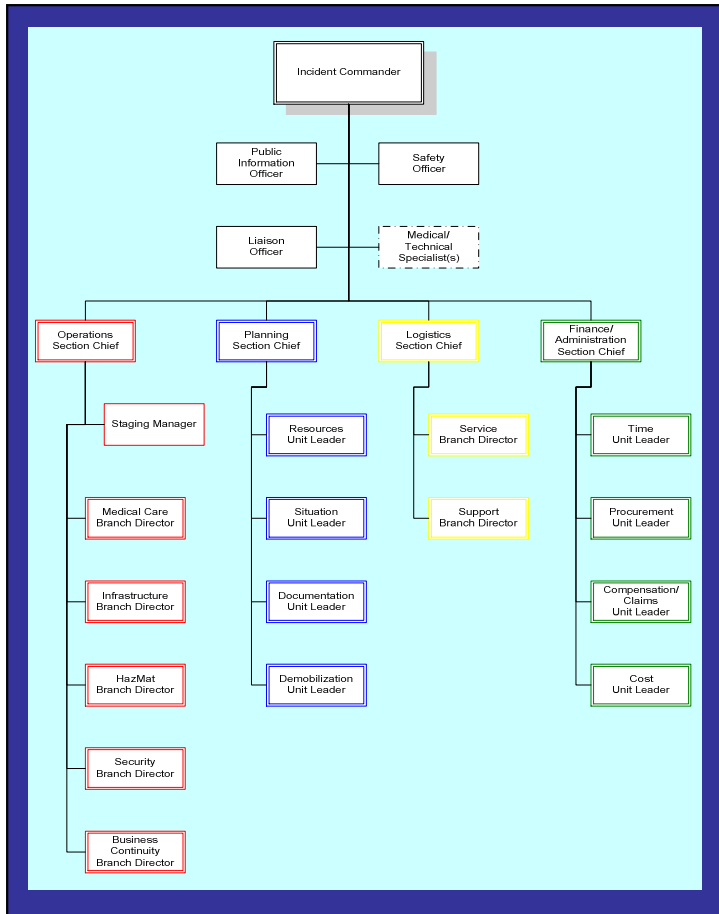 Incident Commander
Public
Information
Officer
Safety
Officer
Liaison
Officer
Medical/
Technical
Specialist(s)
Operations
Section Chief
Planning
Section Chief
Logistics
Section Chief
Finance/
Administration
Section Chief
Staging Manager
Resources
Unit Leader
Service
Branch Director
Time
Unit Leader
Medical Care
Branch Director
Situation
Unit Leader
Support
Branch Director
Procurement
Unit Leader
Infrastructure
Branch Director
Documentation
Unit Leader
Compensation/
Claims
Unit Leader
HazMat
Branch Director
Demobilization
Unit Leader
Cost
Unit Leader
Security
Branch Director
Business
Continuity
Branch Director